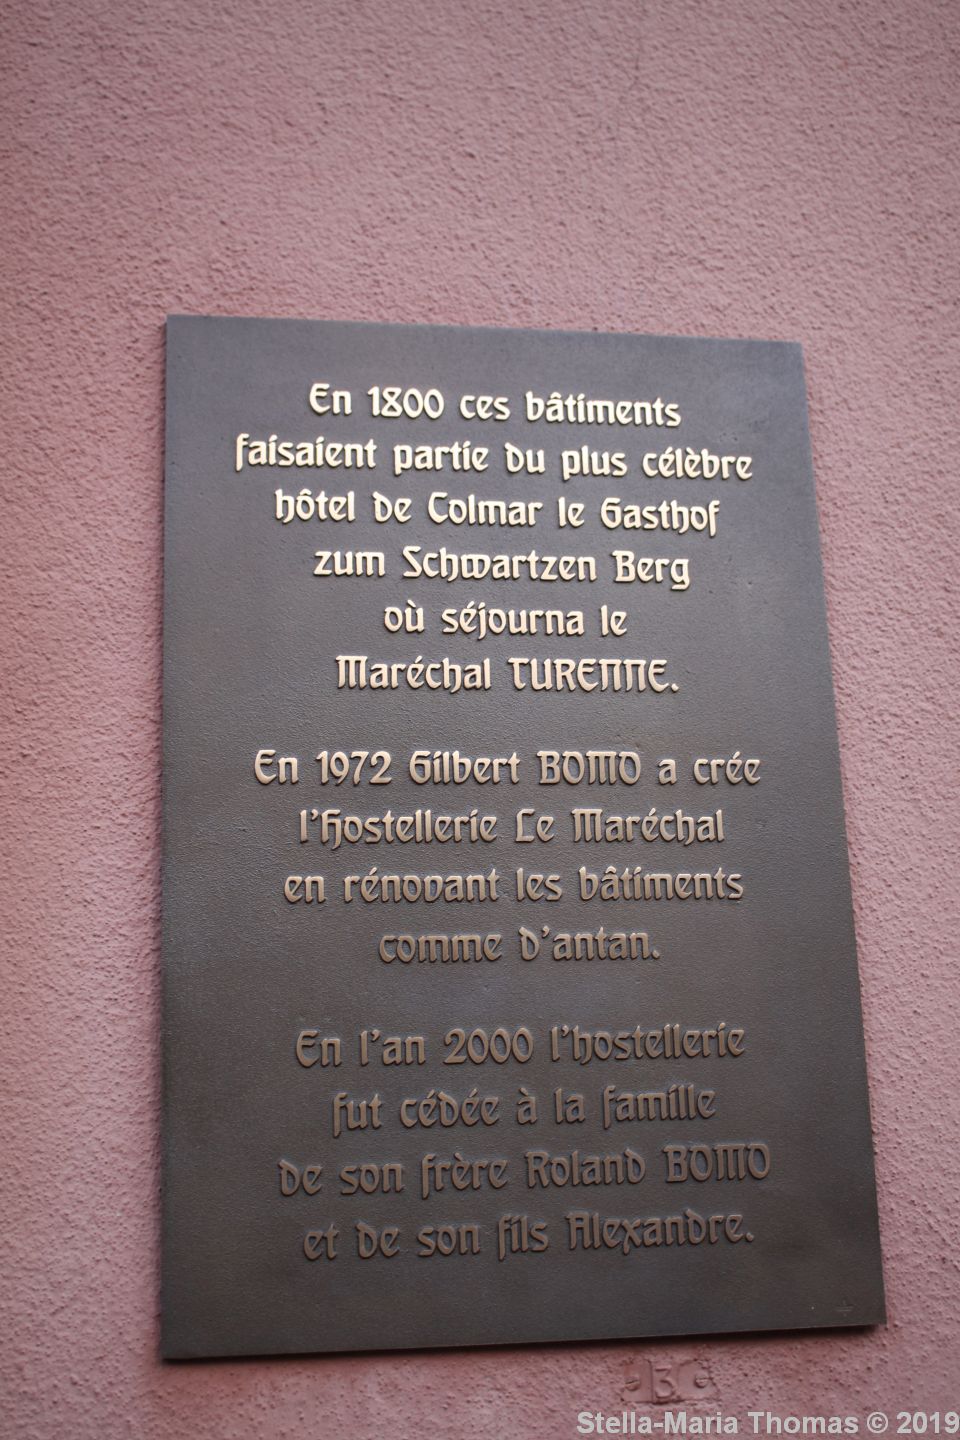 En 1800 ces bâtiments
faisaient partie du plus célèbre
hôtel de Colmar le Gasthof
zum Schwartzen Berg
où séjourna le
Maréchal TURENNE.
En 1972 Gilbert BOMO a crée
l'Hostellerie Le Maréchal
en rénovant les bâtiments
comme d'antan.
En l'an 2000 l'hostellerie
fut cédée à la famille
de son frère Roland BOMO
et de son fils Alexandre.
Stella-Maria Thomas © 2019